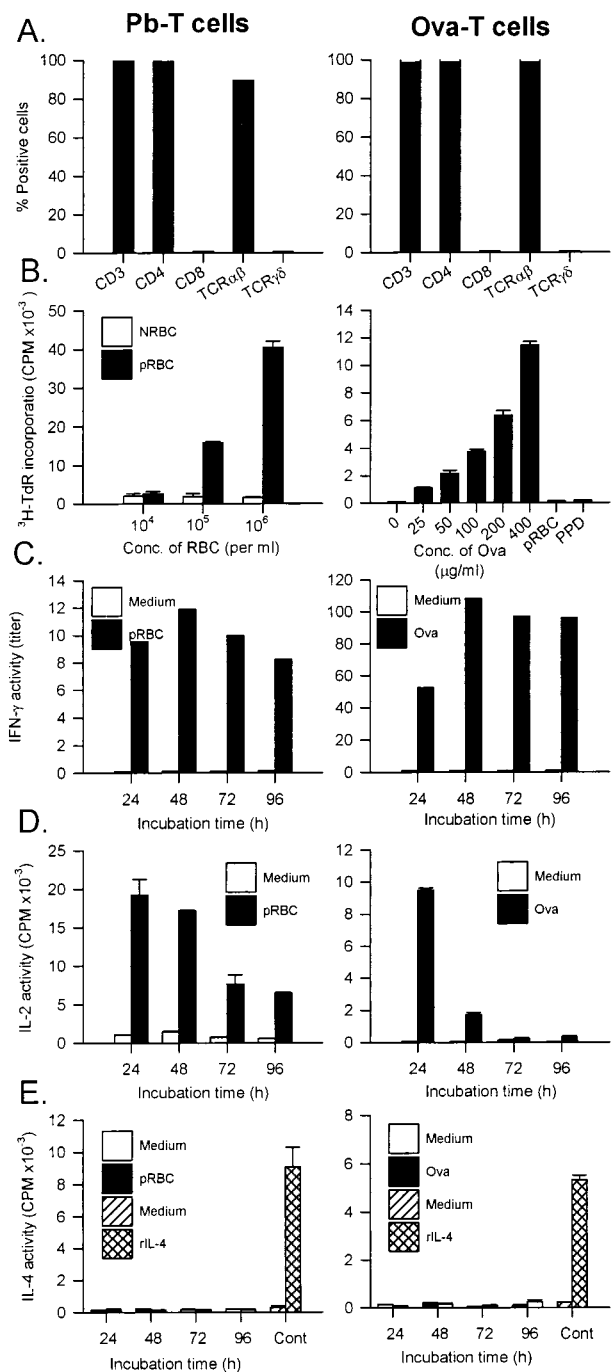 Pb-T cells
Ova-T cells
A.
% Positive cells
100
80
60
40
20
0
CD3
CD4
CD8
TCRαβ
TCRγδ
100
80
60
40
20
0
CD3
CD4
CD8
TCRαβ
TCRγδ
B.
³H-TdR incorporatio (CPM x10⁻³)
50
40
30
20
10
0
NRBC
pRBC
10⁴
10⁵
10⁶
Conc. of RBC (per ml)
14
12
10
8
6
4
2
0
0
25
50
100
200
400
pRBC
PPD
Conc. of Ova
(μg/ml)
C.
IFN-γ activity (titer)
14
12
10
8
6
4
2
0
Medium
pRBC
24
48
72
96
Incubation time (h)
120
100
80
60
40
20
0
Medium
Ova
24
48
72
96
Incubation time (h)
D.
IL-2 activity (CPM x10⁻³)
25
20
15
10
5
0
Medium
pRBC
24
48
72
96
Incubation time (h)
12
10
8
6
4
2
0
Medium
Ova
24
48
72
96
Incubation time (h)
E.
IL-4 activity (CPM x10⁻³)
12
10
8
6
4
2
0
Medium
pRBC
Medium
rIL-4
24
48
72
96
Cont
Incubation time (h)
8
6
4
2
0
Medium
Ova
Medium
rIL-4
24
48
72
96
Cont
Incubation time (h)